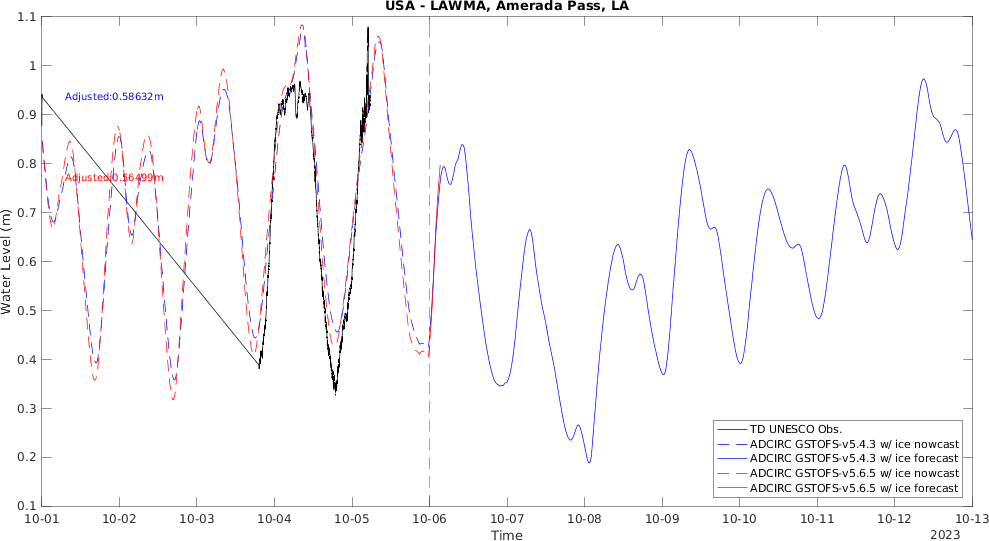 USA - LAWMA, Amerada Pass, LA
1.1
1
0.9
0.8
0.7
0.6
0.5
0.4
0.3
0.2
0.1
Water Level (m)
Adjusted:0.58632m
Adjusted:0.56499m
TD UNESCO Obs.
ADCIRC GSTOFS-v5.4.3 w/ ice nowcast
ADCIRC GSTOFS-v5.4.3 w/ ice forecast
ADCIRC GSTOFS-v5.6.5 w/ ice nowcast
ADCIRC GSTOFS-v5.6.5 w/ ice forecast
10-01 10-02 10-03 10-04 10-05 10-06 10-07 10-08 10-09 10-10 10-11 10-12 10-13
Time
2023